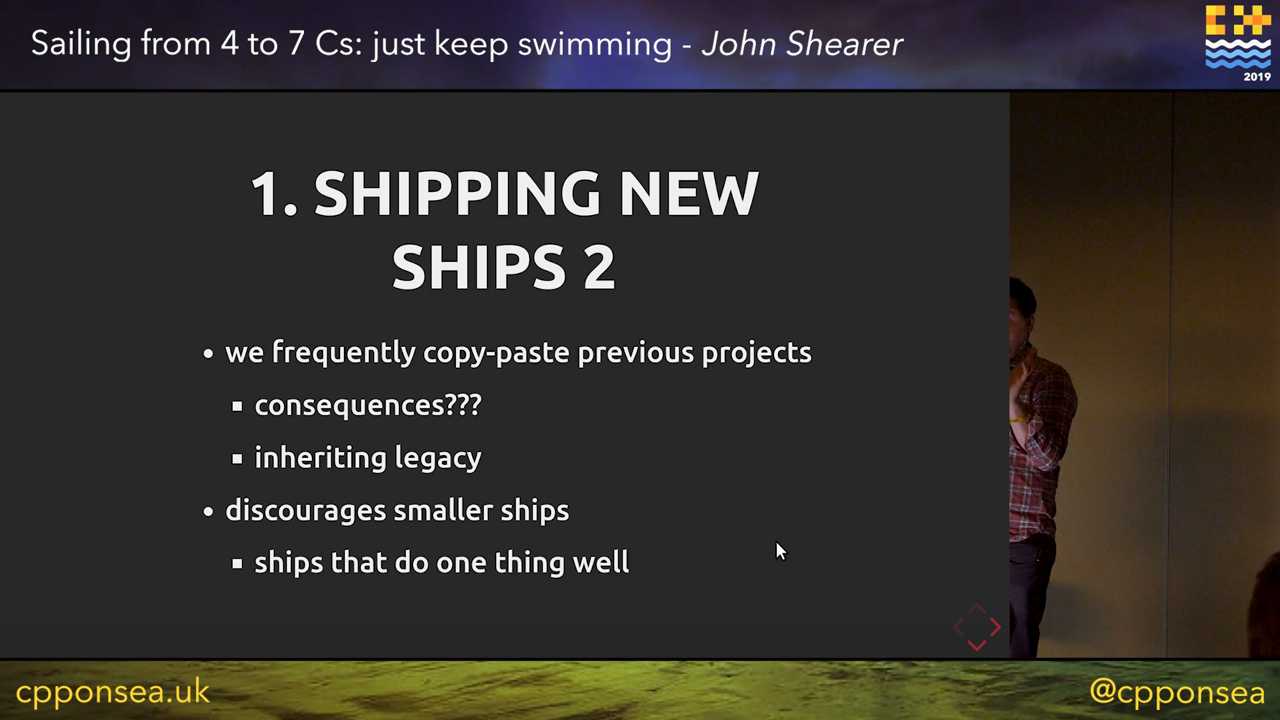 Sailing from 4 to 7 Cs: just keep swimming - John Shearer
2019
1. SHIPPING NEW
SHIPS 2
• we frequently copy-paste previous projects
▪ consequences???
▪ inheriting legacy
• discourages smaller ships
▪ ships that do one thing well
cpponsea.uk
@cpponsea